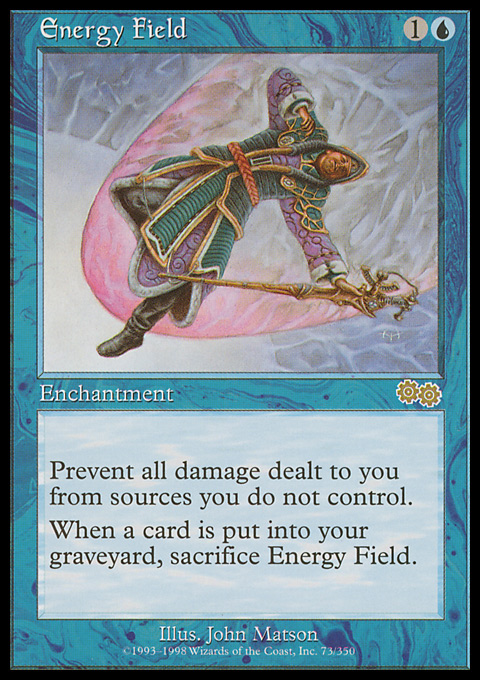 Energy Field 1
Enchantment
Prevent all damage dealt to you
from sources you do not control.
When a card is put into your
graveyard, sacrifice Energy Field.
Illus. John Matson
©1993-1998 Wizards of the Coast, Inc. 73/350